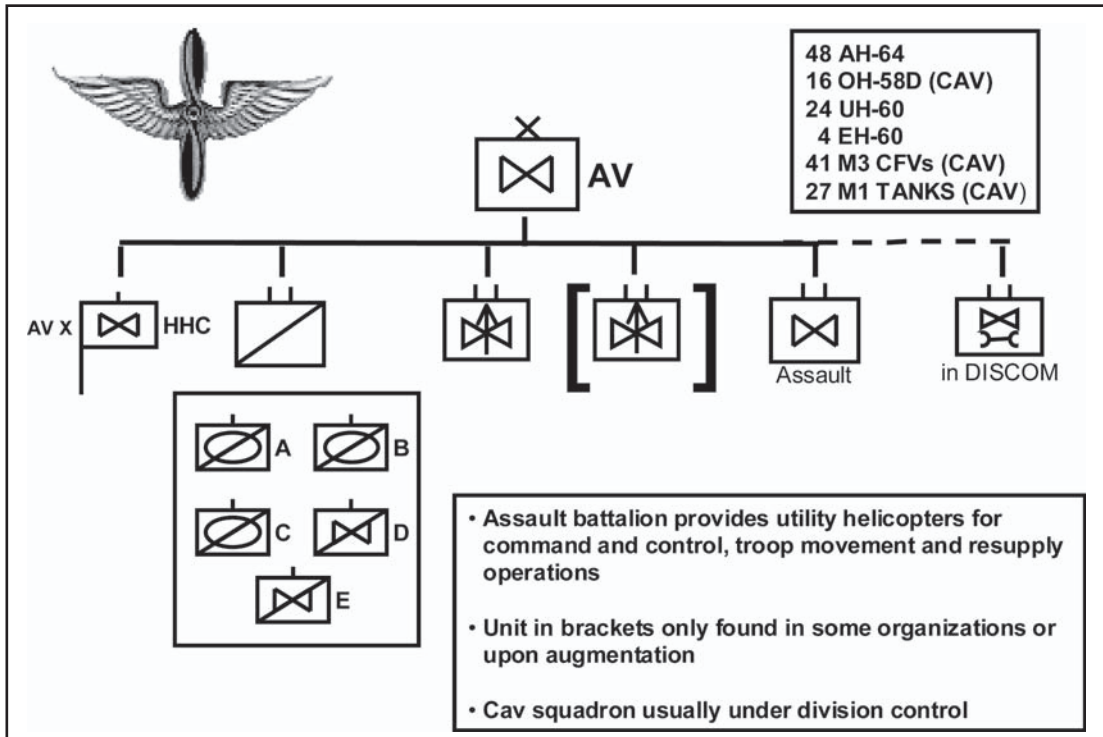 48 AH-64
16 OH-58D (CAV)
24 UH-60
4 EH-60
41 M3 CFVs (CAV)
27 M1 TANKS (CAV)
AV
AV X
HHC
Assault
in DISCOM
A
B
C
D
E
• Assault battalion provides utility helicopters for
command and control, troop movement and resupply
operations
• Unit in brackets only found in some organizations or
upon augmentation
• Cav squadron usually under division control